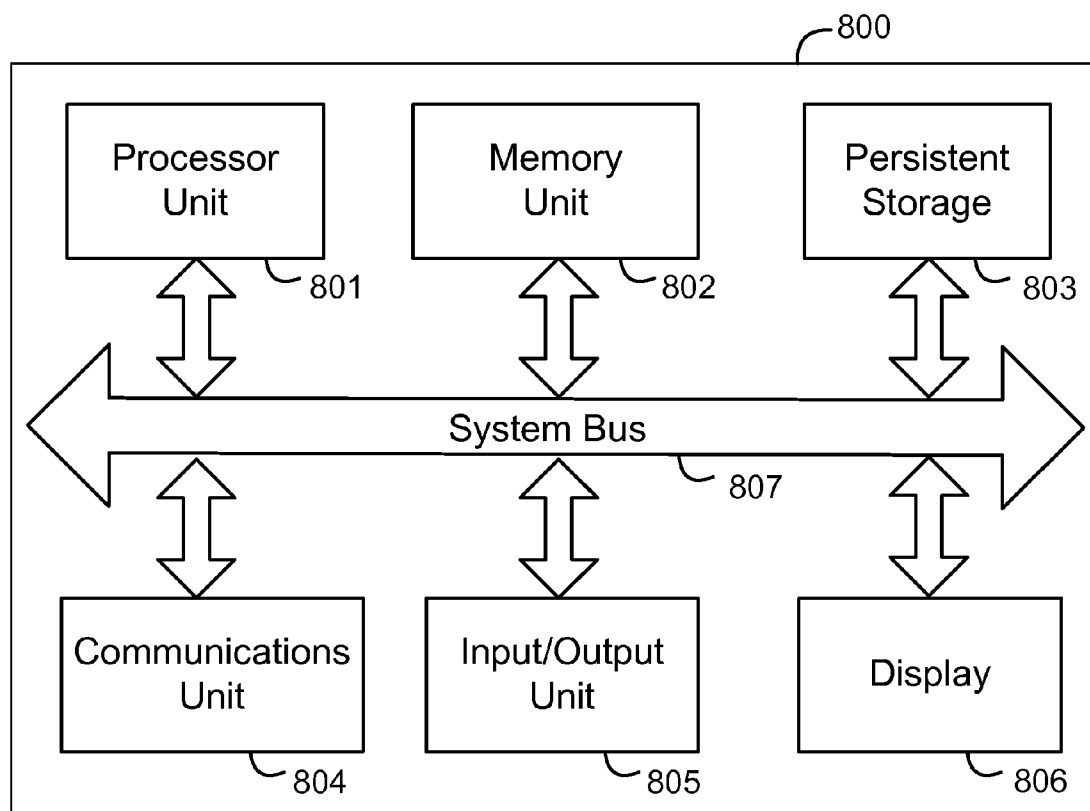 800
Processor
Unit
801
Memory
Unit
802
Persistent
Storage
803
System Bus
807
Communications
Unit
804
Input/Output
Unit
805
Display
806